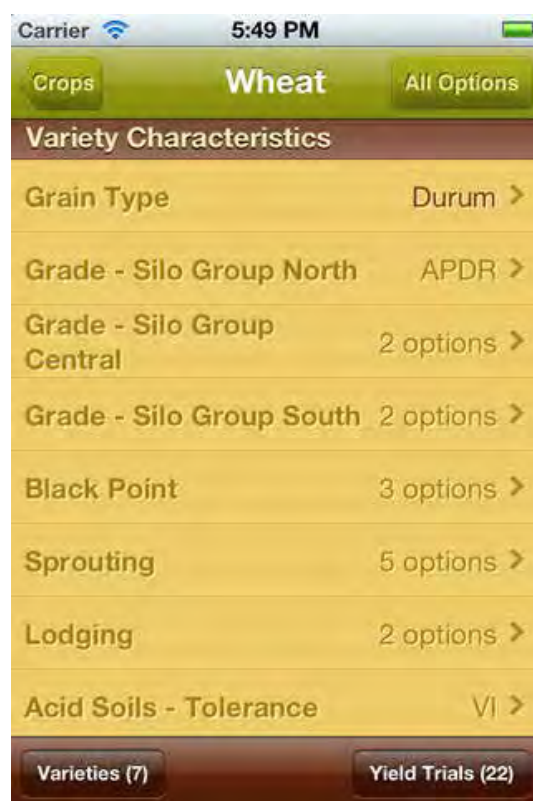 Carrier 5:49 PM
Crops Wheat All Options
Variety Characteristics
Grain Type Durum >
Grade - Silo Group North APDR >
Grade - Silo Group
Central 2 options >
Grade - Silo Group South 2 options >
Black Point 3 options >
Sprouting 5 options >
Lodging 2 options >
Acid Soils - Tolerance VI >
Varieties (7) Yield Trials (22)